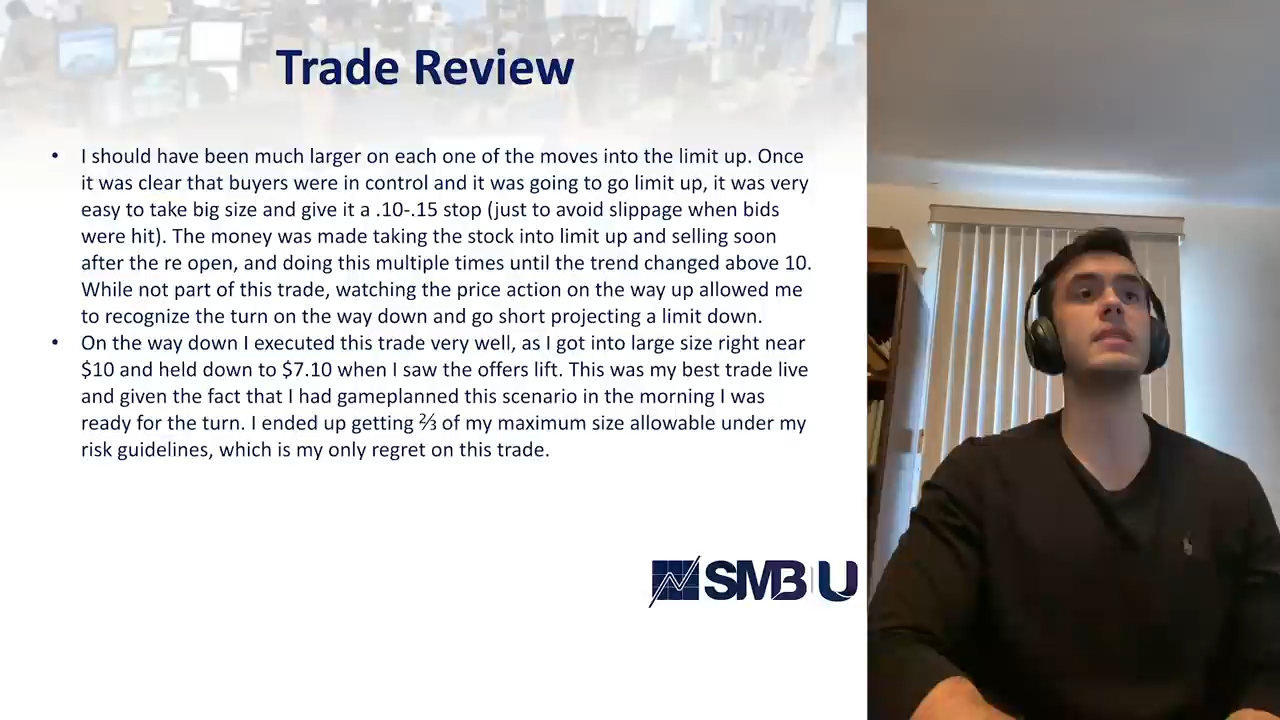 Trade Review
• I should have been much larger on each one of the moves into the limit up. Once
it was clear that buyers were in control and it was going to go limit up, it was very
easy to take big size and give it a .10-.15 stop (just to avoid slippage when bids
were hit). The money was made taking the stock into limit up and selling soon
after the re open, and doing this multiple times until the trend changed above 10.
While not part of this trade, watching the price action on the way up allowed me
to recognize the turn on the way down and go short projecting a limit down.
• On the way down I executed this trade very well, as I got into large size right near
$10 and held down to $7.10 when I saw the offers lift. This was my best trade live
and given the fact that I had gameplanned this scenario in the morning I was
ready for the turn. I ended up getting ⅔ of my maximum size allowable under my
risk guidelines, which is my only regret on this trade.
SMB U